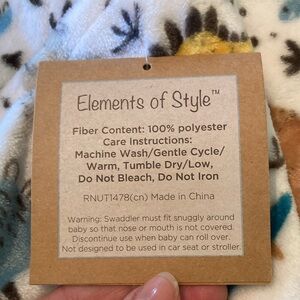 Elements of Style™
Fiber Content: 100% polyester
Care Instructions:
Machine Wash/Gentle Cycle/
Warm, Tumble Dry/Low,
Do Not Bleach, Do Not Iron
RNUT1478(cn) Made in China
Warning: Swaddler must fit snuggly around
baby so that nose or mouth is not covered.
Discontinue use when baby can roll over.
Not designed to be used in car seat or stroller.